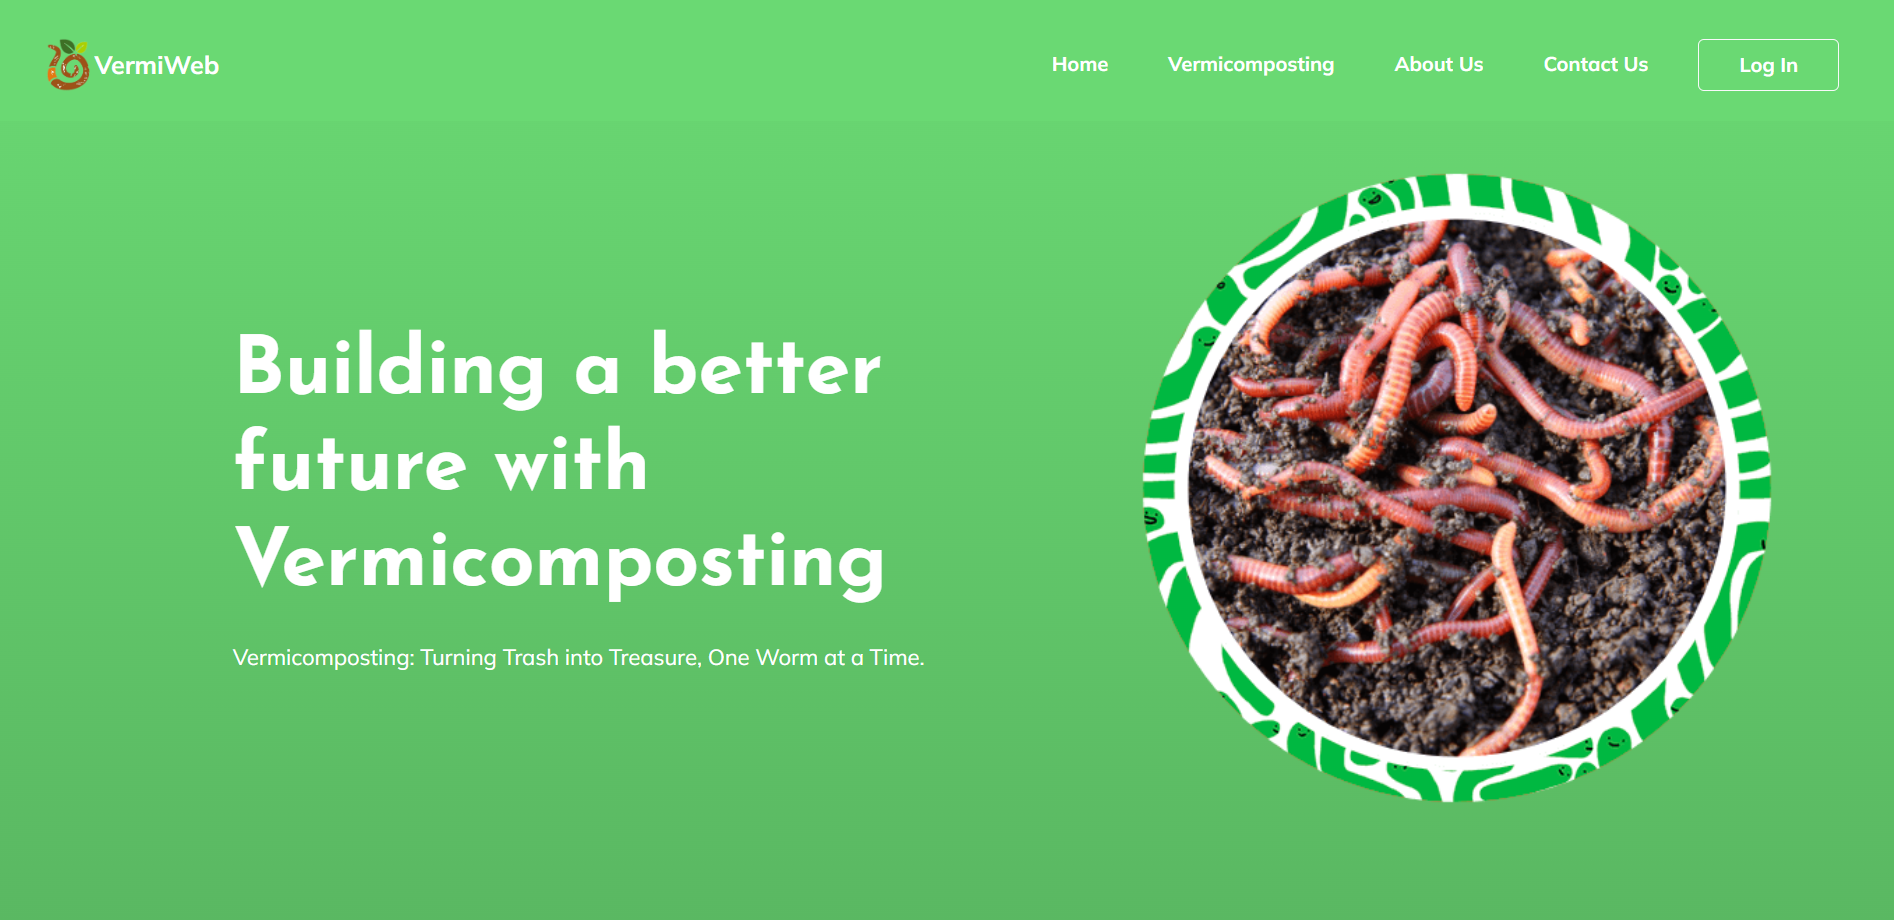 VermiWeb
Home
Vermicomposting
About Us
Contact Us
Log In
Building a better
future with
Vermicomposting
Vermicomposting: Turning Trash into Treasure, One Worm at a Time.